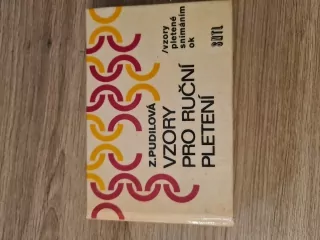 Z.PUDILOVÁ
VZORY
PRO RUČNÍ
PLETENÍ
/vzory
pletené
snímáním
ok
SNTL